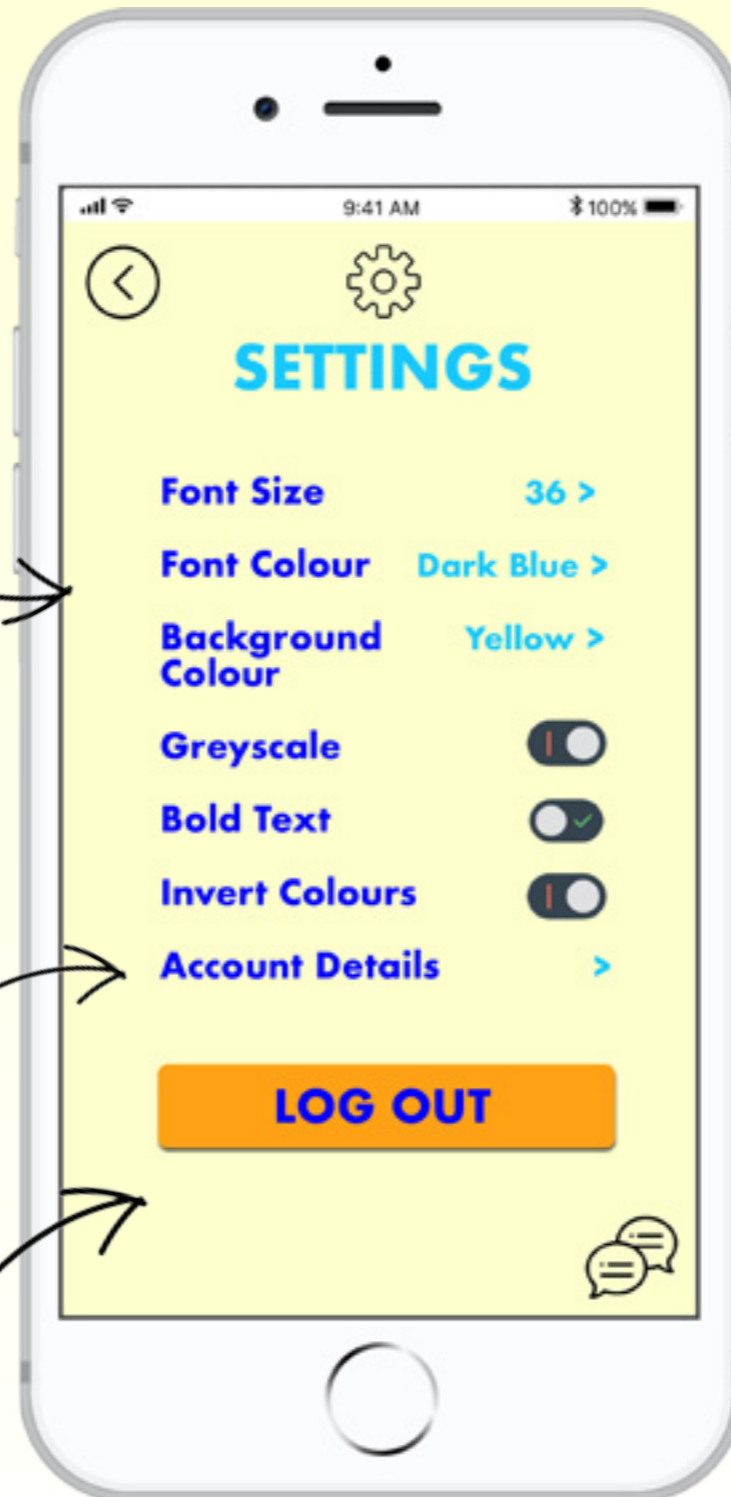 9:41 AM 100%
SETTINGS
Font Size 36 >
Font Colour Dark Blue >
Background Yellow >
Colour
Greyscale
Bold Text
Invert Colours
Account Details >
LOG OUT